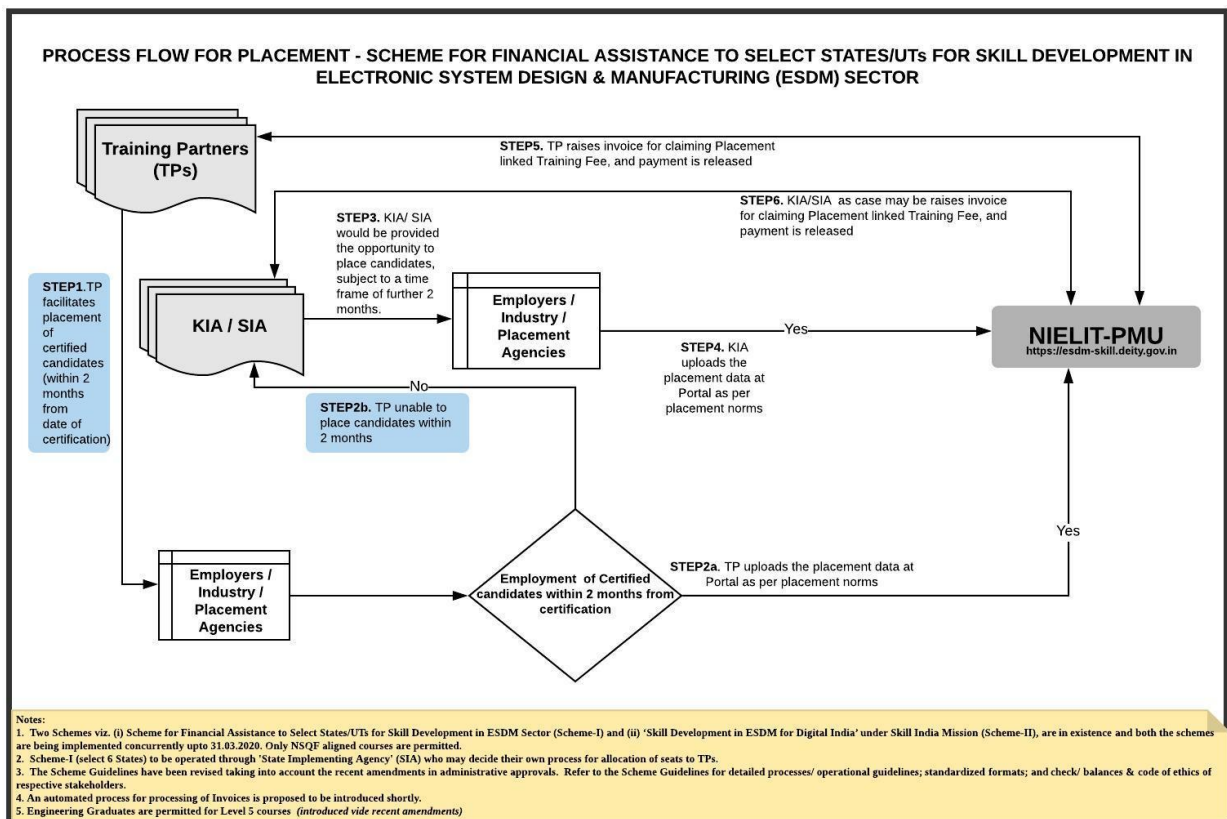 PROCESS FLOW FOR PLACEMENT - SCHEME FOR FINANCIAL ASSISTANCE TO SELECT STATES/UTs FOR SKILL DEVELOPMENT IN
ELECTRONIC SYSTEM DESIGN & MANUFACTURING (ESDM) SECTOR
Training Partners
(TPs)
STEP5. TP raises invoice for claiming Placement
linked Training Fee, and payment is released
STEP6. KIA/SIA as case may be raises invoice
for claiming Placement linked Training Fee, and
payment is released
STEP3. KIA/ SIA
would be provided
the opportunity to
place candidates,
subject to a time
frame of further 2
months.
STEP1.TP
facilitates
placement
of
certified
candidates
(within 2
months
from
date of
certification)
KIA / SIA
Employers /
Industry /
Placement
Agencies
Yes
NIELIT-PMU
https://esdm-skill.deity.gov.in
STEP4. KIA
uploads the
placement data at
Portal as per
placement norms
No
STEP2b. TP unable to
place candidates within
2 months
Yes
Employers /
Industry /
Placement
Agencies
Employment of Certified
candidates within 2 months from
certification
STEP2a. TP uploads the placement data at
Portal as per placement norms
Notes:
1. Two Schemes viz. (i) Scheme for Financial Assistance to Select States/UTs for Skill Development in ESDM Sector (Scheme-I) and (ii) ‘Skill Development in ESDM for Digital India’ under Skill India Mission (Scheme-II), are in existence and both the schemes
are being implemented concurrently upto 31.03.2020. Only NSQF aligned courses are permitted.
2. Scheme-I (select 6 States) to be operated through 'State Implementing Agency' (SIA) who may decide their own process for allocation of seats to TPs.
3. The Scheme Guidelines have been revised taking into account the recent amendments in administrative approvals. Refer to the Scheme Guidelines for detailed processes/ operational guidelines; standardized formats; and check/ balances & code of ethics of
respective stakeholders.
4. An automated process for processing of Invoices is proposed to be introduced shortly.
5. Engineering Graduates are permitted for Level 5 courses (introduced vide recent amendments)